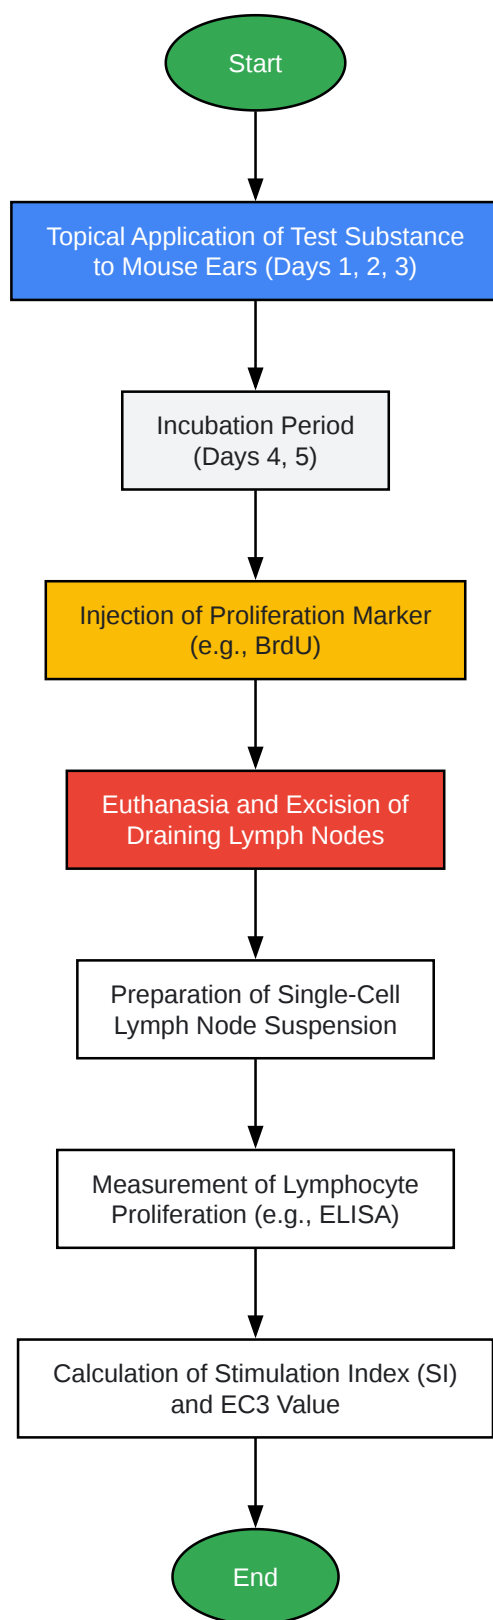 Start
Topical Application of Test Substance
to Mouse Ears (Days 1, 2, 3)
Incubation Period
(Days 4, 5)
Injection of Proliferation Marker
(e.g., BrdU)
Euthanasia and Excision of
Draining Lymph Nodes
Preparation of Single-Cell
Lymph Node Suspension
Measurement of Lymphocyte
Proliferation (e.g., ELISA)
Calculation of Stimulation Index (SI)
and EC3 Value
End